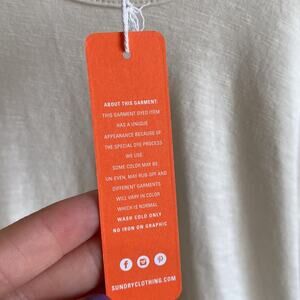 ABOUT THIS GARMENT:
THIS GARMENT DYED ITEM
HAS A UNIQUE
APPEARANCE BECAUSE OF
THE SPECIAL DYE PROCESS
WE USE.
SOME COLOR MAY BE
UN-EVEN, MAY RUB-OFF AND
DIFFERENT GARMENTS
WILL VARY IN COLOR
WHICH IS NORMAL
WASH COLD ONLY
NO IRON ON GRAPHIC
SUNDRYCLOTHING.COM